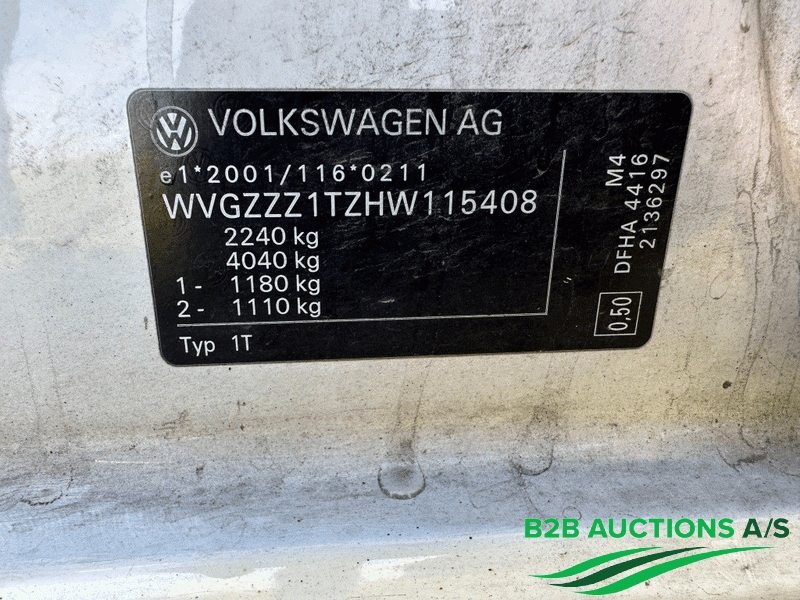 VOLKSWAGEN AG
e1*2001/116*0211
WVGZZZ1TZHW115408
2240 kg
4040 kg
1- 1180 kg
2- 1110 kg
Typ 1T
M4
DFHA 4416
2136297
0,50
B2B AUCTIONS A/S